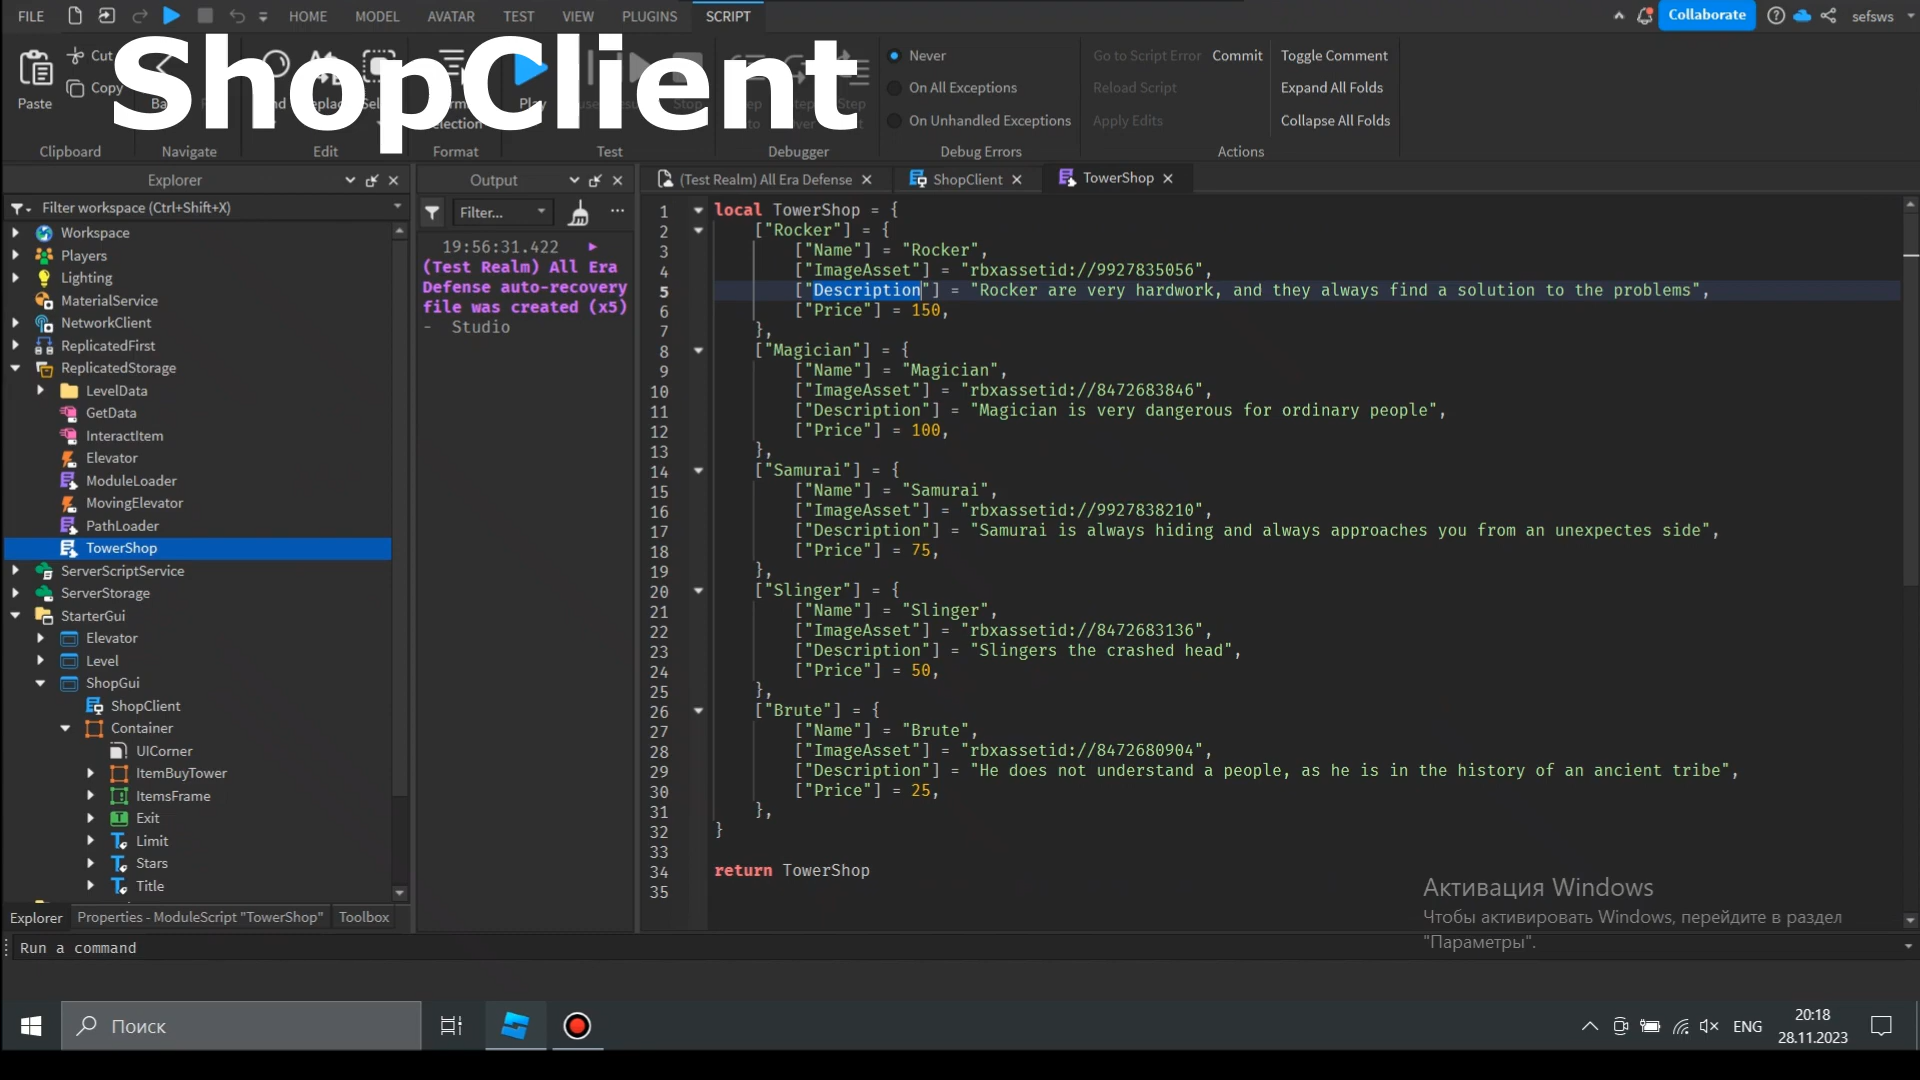 FILE HOME MODEL AVATAR TEST VIEW PLUGINS SCRIPT Collaborate sefsws
ShopClient
Paste Cut Copy
Play Stop
Never
On All Exceptions
On Unhandled Exceptions
Go to Script Error Commit
Reload Script
Apply Edits
Toggle Comment
Expand All Folds
Collapse All Folds
Clipboard Navigate Edit Format Test Debugger Debug Errors Actions
Explorer
Filter workspace (Ctrl+Shift+X)
Workspace
Players
Lighting
MaterialService
NetworkClient
ReplicatedFirst
ReplicatedStorage
LevelData
GetData
InteractItem
Elevator
ModuleLoader
MovingElevator
PathLoader
TowerShop
ServerScriptService
ServerStorage
StarterGui
Elevator
Level
ShopGui
ShopClient
Container
UICorner
ItemBuyTower
ItemsFrame
Exit
Limit
Stars
Title
Explorer Properties - ModuleScript "TowerShop" Toolbox
Output
Filter... ...
19:56:31.422
(Test Realm) All Era
Defense auto-recovery
file was created (x5)
- Studio
(Test Realm) All Era Defense ShopClient TowerShop
1 local TowerShop = {
2 ["Rocker"] = {
3 ["Name"] = "Rocker",
4 ["ImageAsset"] = "rbxassetid://9927835056",
5 ["Description"] = "Rocker are very hardwork, and they always find a solution to the problems",
6 ["Price"] = 150,
7 },
8 ["Magician"] = {
9 ["Name"] = "Magician",
10 ["ImageAsset"] = "rbxassetid://8472683846",
11 ["Description"] = "Magician is very dangerous for ordinary people",
12 ["Price"] = 100,
13 },
14 ["Samurai"] = {
15 ["Name"] = "Samurai",
16 ["ImageAsset"] = "rbxassetid://9927838210",
17 ["Description"] = "Samurai is always hiding and always approaches you from an unexpectes side",
18 ["Price"] = 75,
19 },
20 ["Slinger"] = {
21 ["Name"] = "Slinger",
22 ["ImageAsset"] = "rbxassetid://8472683136",
23 ["Description"] = "Slingers the crashed head",
24 ["Price"] = 50,
25 },
26 ["Brute"] = {
27 ["Name"] = "Brute",
28 ["ImageAsset"] = "rbxassetid://8472680904",
29 ["Description"] = "He does not understand a people, as he is in the history of an ancient tribe",
30 ["Price"] = 25,
31 },
32 }
33
34 return TowerShop
35
Активация Windows
Чтобы активировать Windows, перейдите в раздел
"Параметры".
Run a command
Поиск
ENG
20:18
28.11.2023